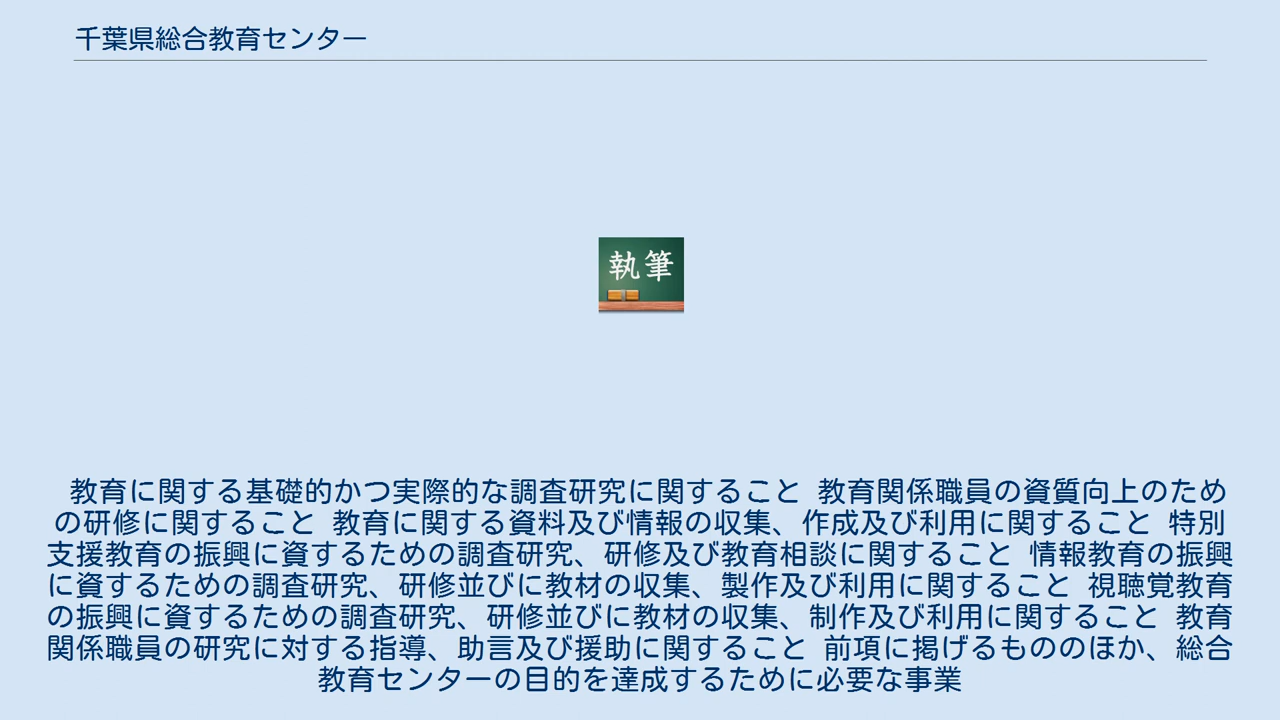 千葉県総合教育センター
執筆
教育に関する基礎的かつ実際的な調査研究に関すること 教育関係職員の資質向上のため
の研修に関すること 教育に関する資料及び情報の収集、作成及び利用に関すること 特別
支援教育の振興に資するための調査研究、研修及び教育相談に関すること 情報教育の振興
に資するための調査研究、研修並びに教材の収集、製作及び利用に関すること 視聴覚教育
の振興に資するための調査研究、研修並びに教材の収集、制作及び利用に関すること 教育
関係職員の研究に対する指導、助言及び援助に関すること 前項に掲げるもののほか、総合
教育センターの目的を達成するために必要な事業